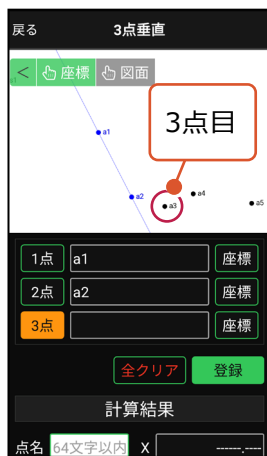 戻る 3点垂直
< 座標 図面
3点目
a1
a2
a3
a4
a5
1点 a1 座標
2点 a2 座標
3点 座標
全クリア 登録
計算結果
点名 64文字以内 X ------.----